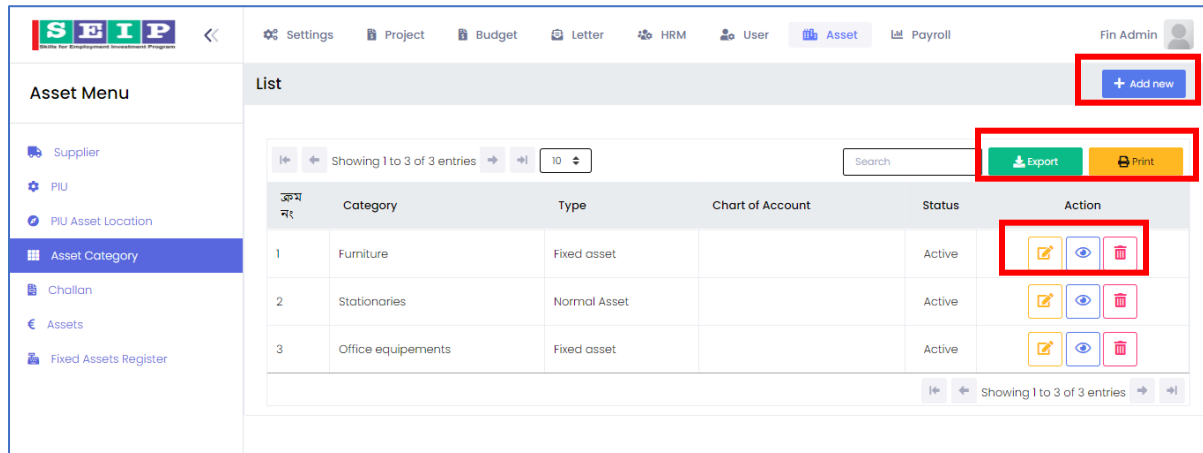 SEIP
Skills for Employment Investment Program
Settings Project Budget Letter HRM User Asset Payroll Fin Admin
Asset Menu
List
+ Add new
Supplier
PIU
PIU Asset Location
Asset Category
Challan
Assets
Fixed Assets Register
Showing 1 to 3 of 3 entries 10 Search Export Print
ক্রম নং Category Type Chart of Account Status Action
1 Furniture Fixed asset Active
2 Stationaries Normal Asset Active
3 Office equipements Fixed asset Active
Showing 1 to 3 of 3 entries